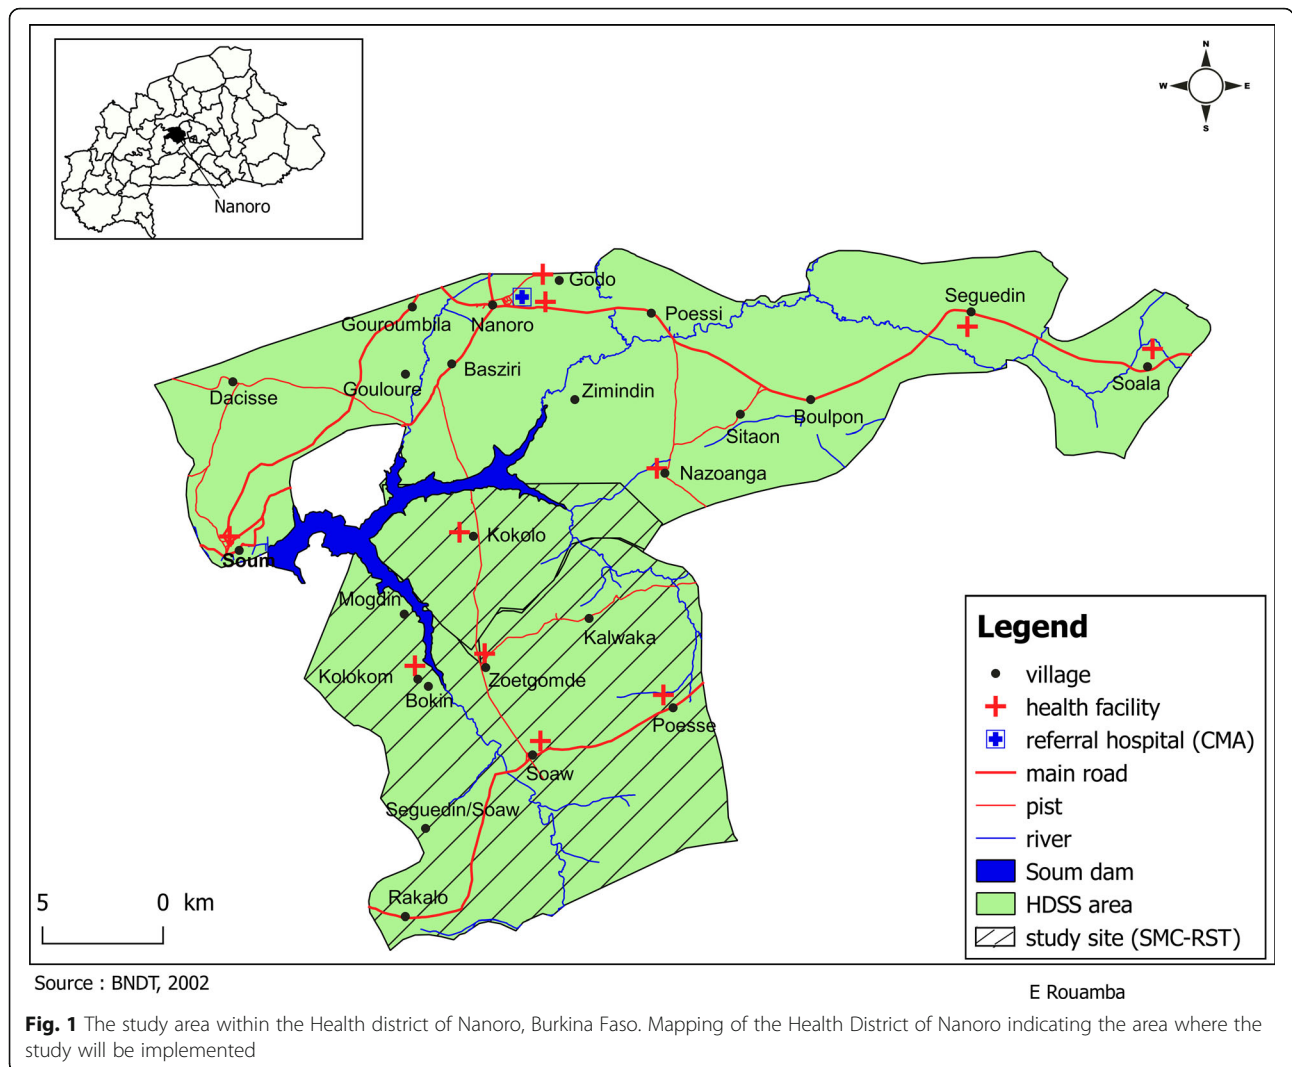 N
W
E
S
Nanoro
Godo
Seguedin
Gouroumbila
Nanoro
Poessi
Basziri
Soala
Dacisse
Gouloure
Zimindin
Boulpon
Sitaon
Nazoanga
Kokolo
Soum
Mogdin
Kalwaka
Kolokom
Zoetgomde
Bokin
Poesse
Soaw
Seguedin/Soaw
Rakalo
Legend
village
health facility
referral hospital (CMA)
main road
pist
river
Soum dam
HDSS area
study site (SMC-RST)
5 0 km
Source : BNDT, 2002
E Rouamba
Fig. 1 The study area within the Health district of Nanoro, Burkina Faso. Mapping of the Health District of Nanoro indicating the area where the
study will be implemented